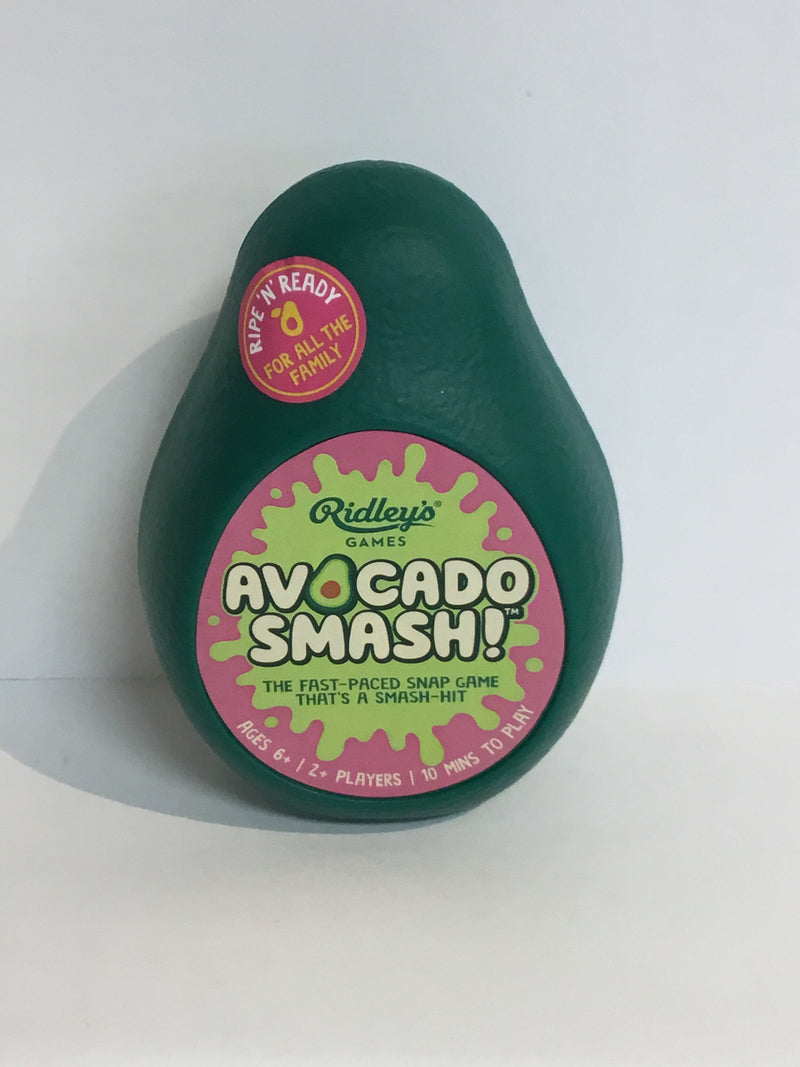 RIPE 'N' READY
FOR ALL THE
FAMILY
Ridley's®
GAMES
AVOCADO
SMASH!™
THE FAST-PACED SNAP GAME
THAT'S A SMASH-HIT
AGES 6+ | 2+ PLAYERS | 10 MINS TO PLAY